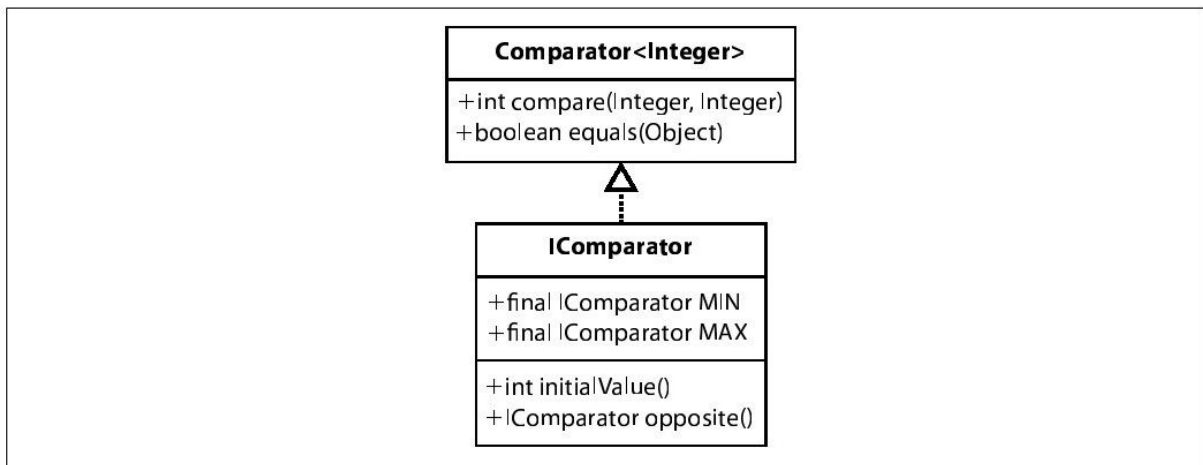 Comparator<Integer>
+int compare(Integer, Integer)
+boolean equals(Object)
IComparator
+final IComparator MIN
+final IComparator MAX
+int initialValue()
+IComparator opposite()